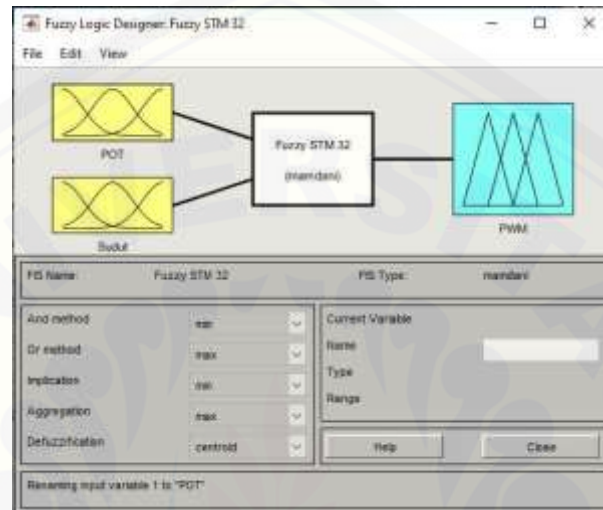 Fuzzy Logic Designer: Fuzzy STM 32
File Edit View
POT
Fuzzy STM 32
(mamdani)
Sudut
PWM
FIS Name: Fuzzy STM 32 FIS Type: mamdani
And method min
Or method max
Implication min
Aggregation max
Defuzzification centroid
Current Variable
Name
Type
Range
Help Close
Renaming input variable 1 to "POT"